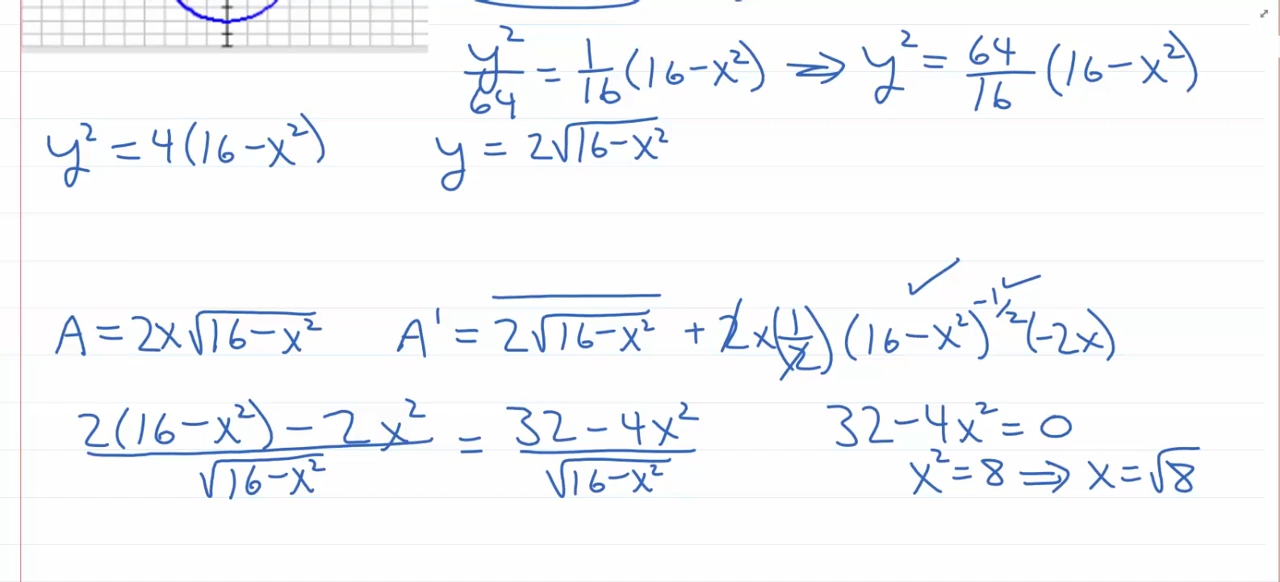 y²/64 = 1/16 (16-x²) ⇒ y² = 64/16 (16-x²)
y² = 4(16-x²) y = 2√(16-x²)
A = 2x√(16-x²) A' = 2√(16-x²) + 2x(1/2)(16-x²)^(-1/2)(-2x)
(2(16-x²) - 2x²)/√(16-x²) = (32-4x²)/√(16-x²) 32-4x² = 0
x² = 8 ⇒ x = √8